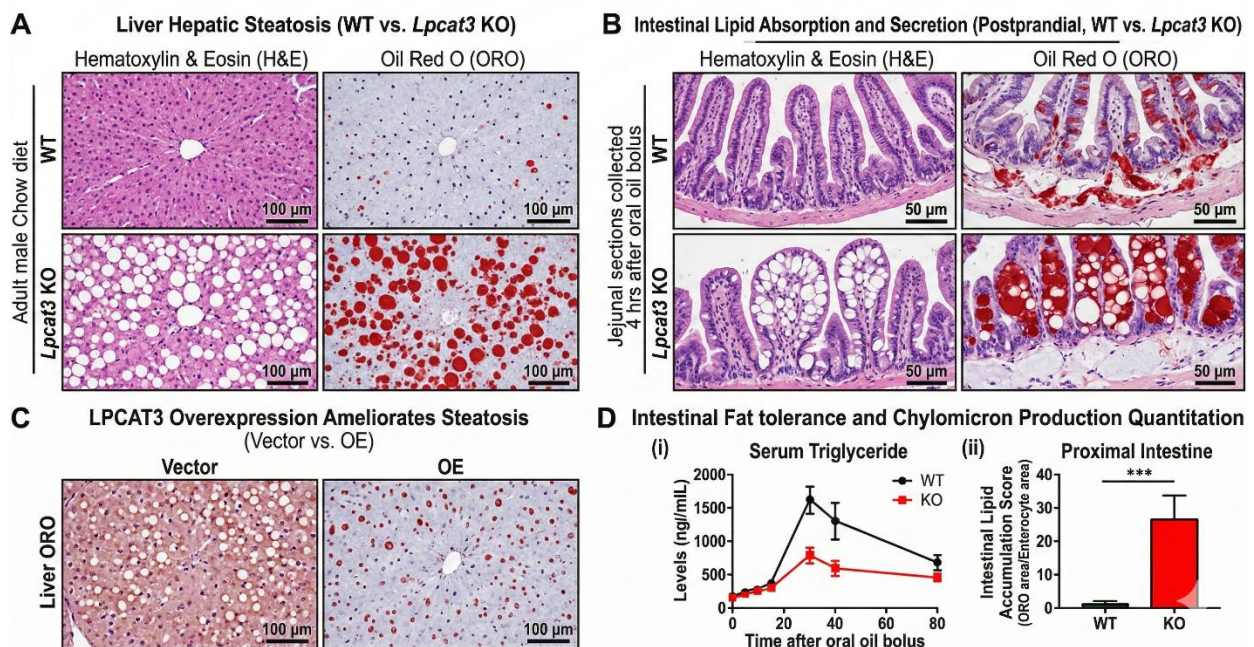 A
Liver Hepatic Steatosis (WT vs. Lpcat3 KO)
Hematoxylin & Eosin (H&E)
Oil Red O (ORO)
Adult male Chow diet
WT
100 µm
100 µm
Lpcat3 KO
100 µm
100 µm
B
Intestinal Lipid Absorption and Secretion (Postprandial, WT vs. Lpcat3 KO)
Hematoxylin & Eosin (H&E)
Oil Red O (ORO)
Jejunal sections collected
4 hrs after oral oil bolus
WT
50 µm
50 µm
Lpcat3 KO
50 µm
50 µm
C
LPCAT3 Overexpression Ameliorates Steatosis
(Vector vs. OE)
Vector
OE
Liver ORO
100 µm
100 µm
D
Intestinal Fat tolerance and Chylomicron Production Quantitation
(i)
Serum Triglyceride
WT
KO
Levels (ngl/miL)
2000
1500
1000
500
0
0
20
40
60
80
Time after oral oil bolus
(ii)
Proximal Intestine
***
Intestinal Lipid
Accumulation Score
(ORO area/Enterocyte area)
40
30
20
10
0
WT
KO